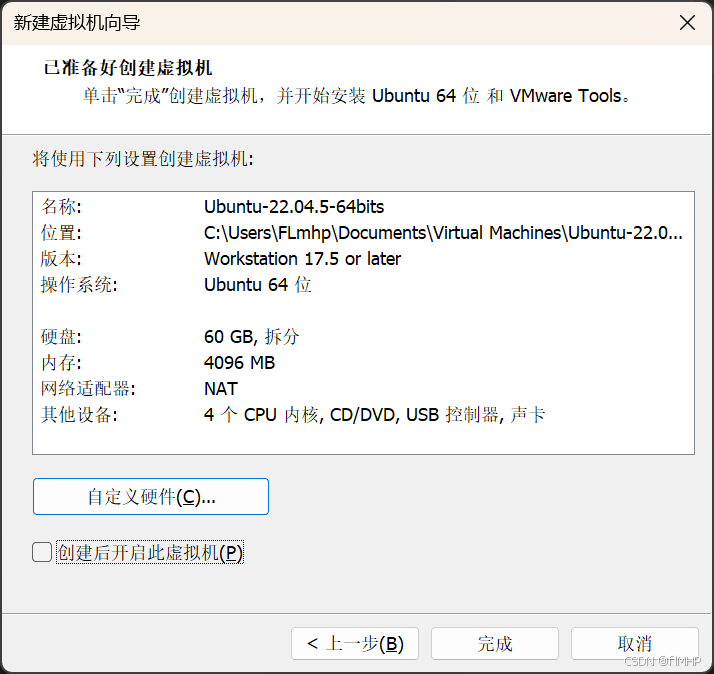 新建虚拟机向导
已准备好创建虚拟机
单击“完成”创建虚拟机，并开始安装 Ubuntu 64 位 和 VMware Tools。
将使用下列设置创建虚拟机:
名称: Ubuntu-22.04.5-64bits
位置: C:\Users\FLmhp\Documents\Virtual Machines\Ubuntu-22.0...
版本: Workstation 17.5 or later
操作系统: Ubuntu 64 位
硬盘: 60 GB, 拆分
内存: 4096 MB
网络适配器: NAT
其他设备: 4 个 CPU 内核, CD/DVD, USB 控制器, 声卡
自定义硬件(C)...
创建后开启此虚拟机(P)
< 上一步(B) 完成 取消
CSDN @flMHP